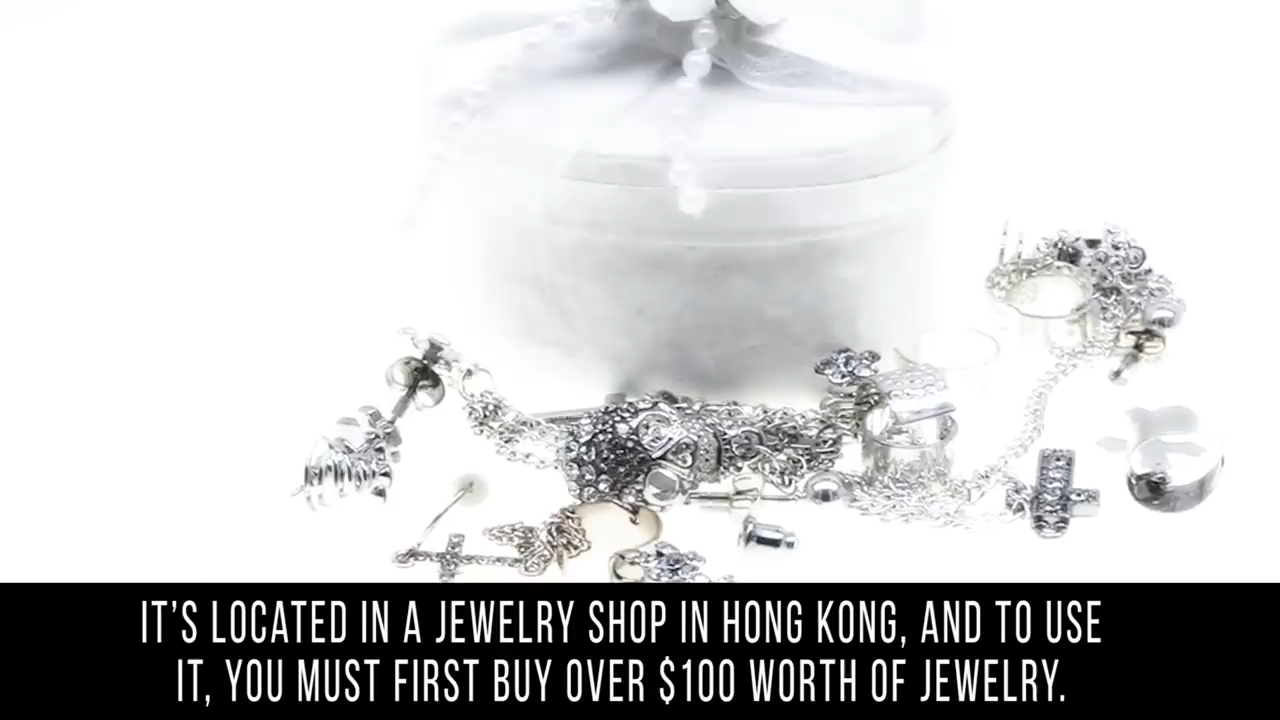 IT’S LOCATED IN A JEWELRY SHOP IN HONG KONG, AND TO USE
IT, YOU MUST FIRST BUY OVER $100 WORTH OF JEWELRY.